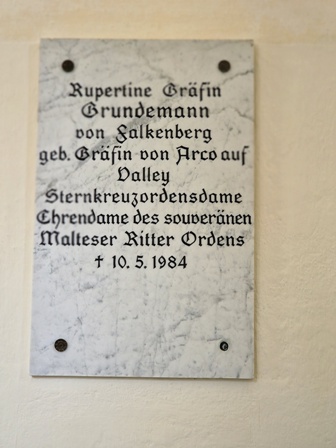 Rupertine Gräfin
Grundemann
von Falkenberg
geb. Gräfin von Arco auf
Valley
Sternkreuzordensdame
Ehrendame des souveränen
Malteser Ritter Ordens
† 10. 5. 1984